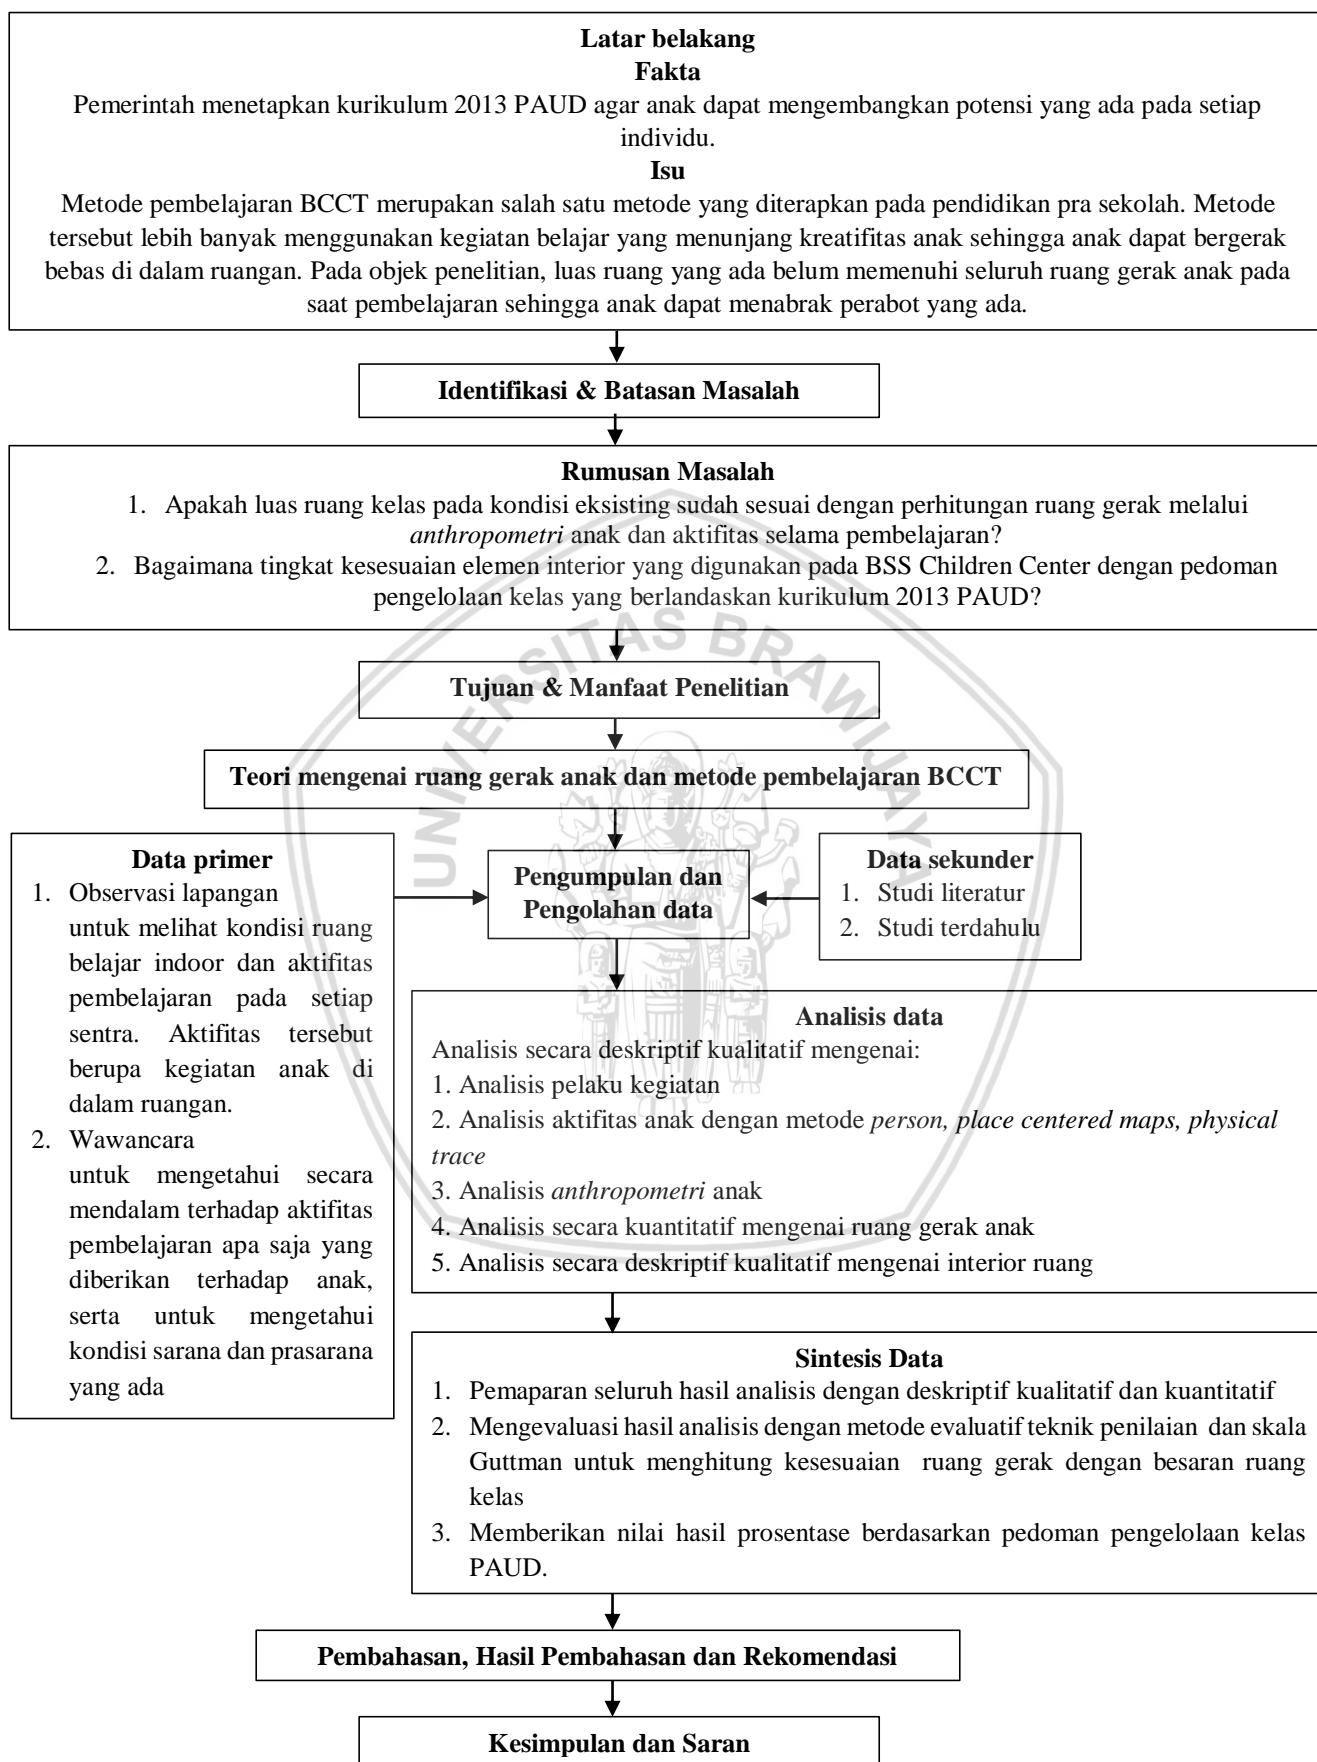 Latar belakang
Fakta
Pemerintah menetapkan kurikulum 2013 PAUD agar anak dapat mengembangkan potensi yang ada pada setiap
individu.
Isu
Metode pembelajaran BCCT merupakan salah satu metode yang diterapkan pada pendidikan pra sekolah. Metode
tersebut lebih banyak menggunakan kegiatan belajar yang menunjang kreatifitas anak sehingga anak dapat bergerak
bebas di dalam ruangan. Pada objek penelitian, luas ruang yang ada belum memenuhi seluruh ruang gerak anak pada
saat pembelajaran sehingga anak dapat menabrak perabot yang ada.
Identifikasi & Batasan Masalah
Rumusan Masalah
1. Apakah luas ruang kelas pada kondisi eksisting sudah sesuai dengan perhitungan ruang gerak melalui
anthropometri anak dan aktifitas selama pembelajaran?
2. Bagaimana tingkat kesesuaian elemen interior yang digunakan pada BSS Children Center dengan pedoman
pengelolaan kelas yang berlandaskan kurikulum 2013 PAUD?
UNIVERSITAS BRAWIJAYA
Tujuan & Manfaat Penelitian
Teori mengenai ruang gerak anak dan metode pembelajaran BCCT
Data primer
1. Observasi lapangan
untuk melihat kondisi ruang
belajar indoor dan aktifitas
pembelajaran pada setiap
sentra. Aktifitas tersebut
berupa kegiatan anak di
dalam ruangan.
2. Wawancara
untuk mengetahui secara
mendalam terhadap aktifitas
pembelajaran apa saja yang
diberikan terhadap anak,
serta untuk mengetahui
kondisi sarana dan prasarana
yang ada
Pengumpulan dan
Pengolahan data
Data sekunder
1. Studi literatur
2. Studi terdahulu
Analisis data
Analisis secara deskriptif kualitatif mengenai:
1. Analisis pelaku kegiatan
2. Analisis aktifitas anak dengan metode person, place centered maps, physical
trace
3. Analisis anthropometri anak
4. Analisis secara kuantitatif mengenai ruang gerak anak
5. Analisis secara deskriptif kualitatif mengenai interior ruang
Sintesis Data
1. Pemaparan seluruh hasil analisis dengan deskriptif kualitatif dan kuantitatif
2. Mengevaluasi hasil analisis dengan metode evaluatif teknik penilaian dan skala
Guttman untuk menghitung kesesuaian ruang gerak dengan besaran ruang
kelas
3. Memberikan nilai hasil prosentase berdasarkan pedoman pengelolaan kelas
PAUD.
Pembahasan, Hasil Pembahasan dan Rekomendasi
Kesimpulan dan Saran